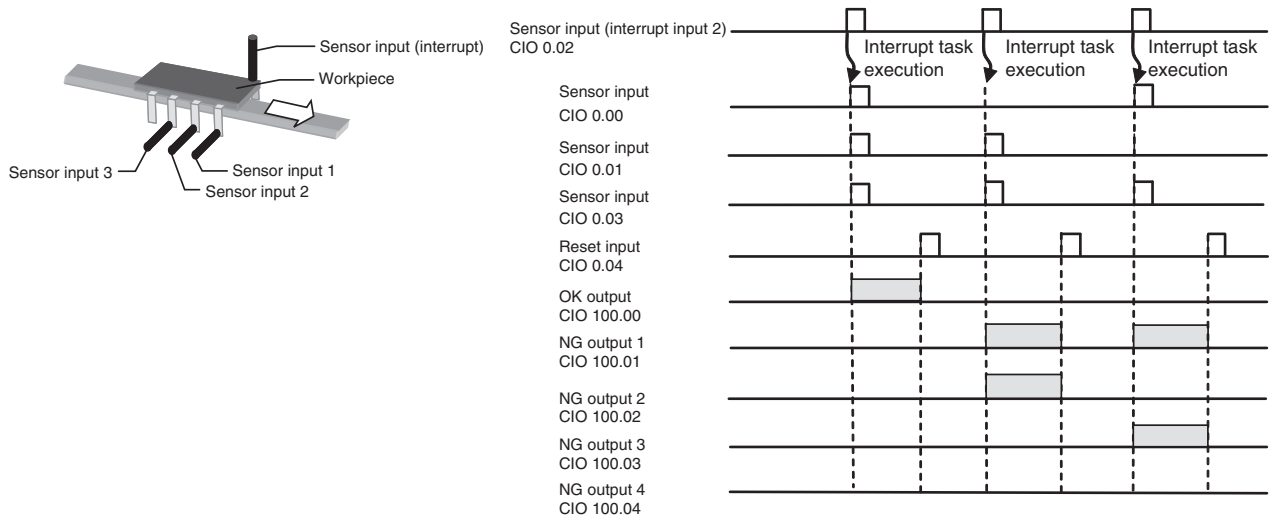 Sensor input (interrupt)
Workpiece
Sensor input 3
Sensor input 1
Sensor input 2
Sensor input (interrupt input 2)
CIO 0.02
Interrupt task
execution
Interrupt task
execution
Interrupt task
execution
Sensor input
CIO 0.00
Sensor input
CIO 0.01
Sensor input
CIO 0.03
Reset input
CIO 0.04
OK output
CIO 100.00
NG output 1
CIO 100.01
NG output 2
CIO 100.02
NG output 3
CIO 100.03
NG output 4
CIO 100.04